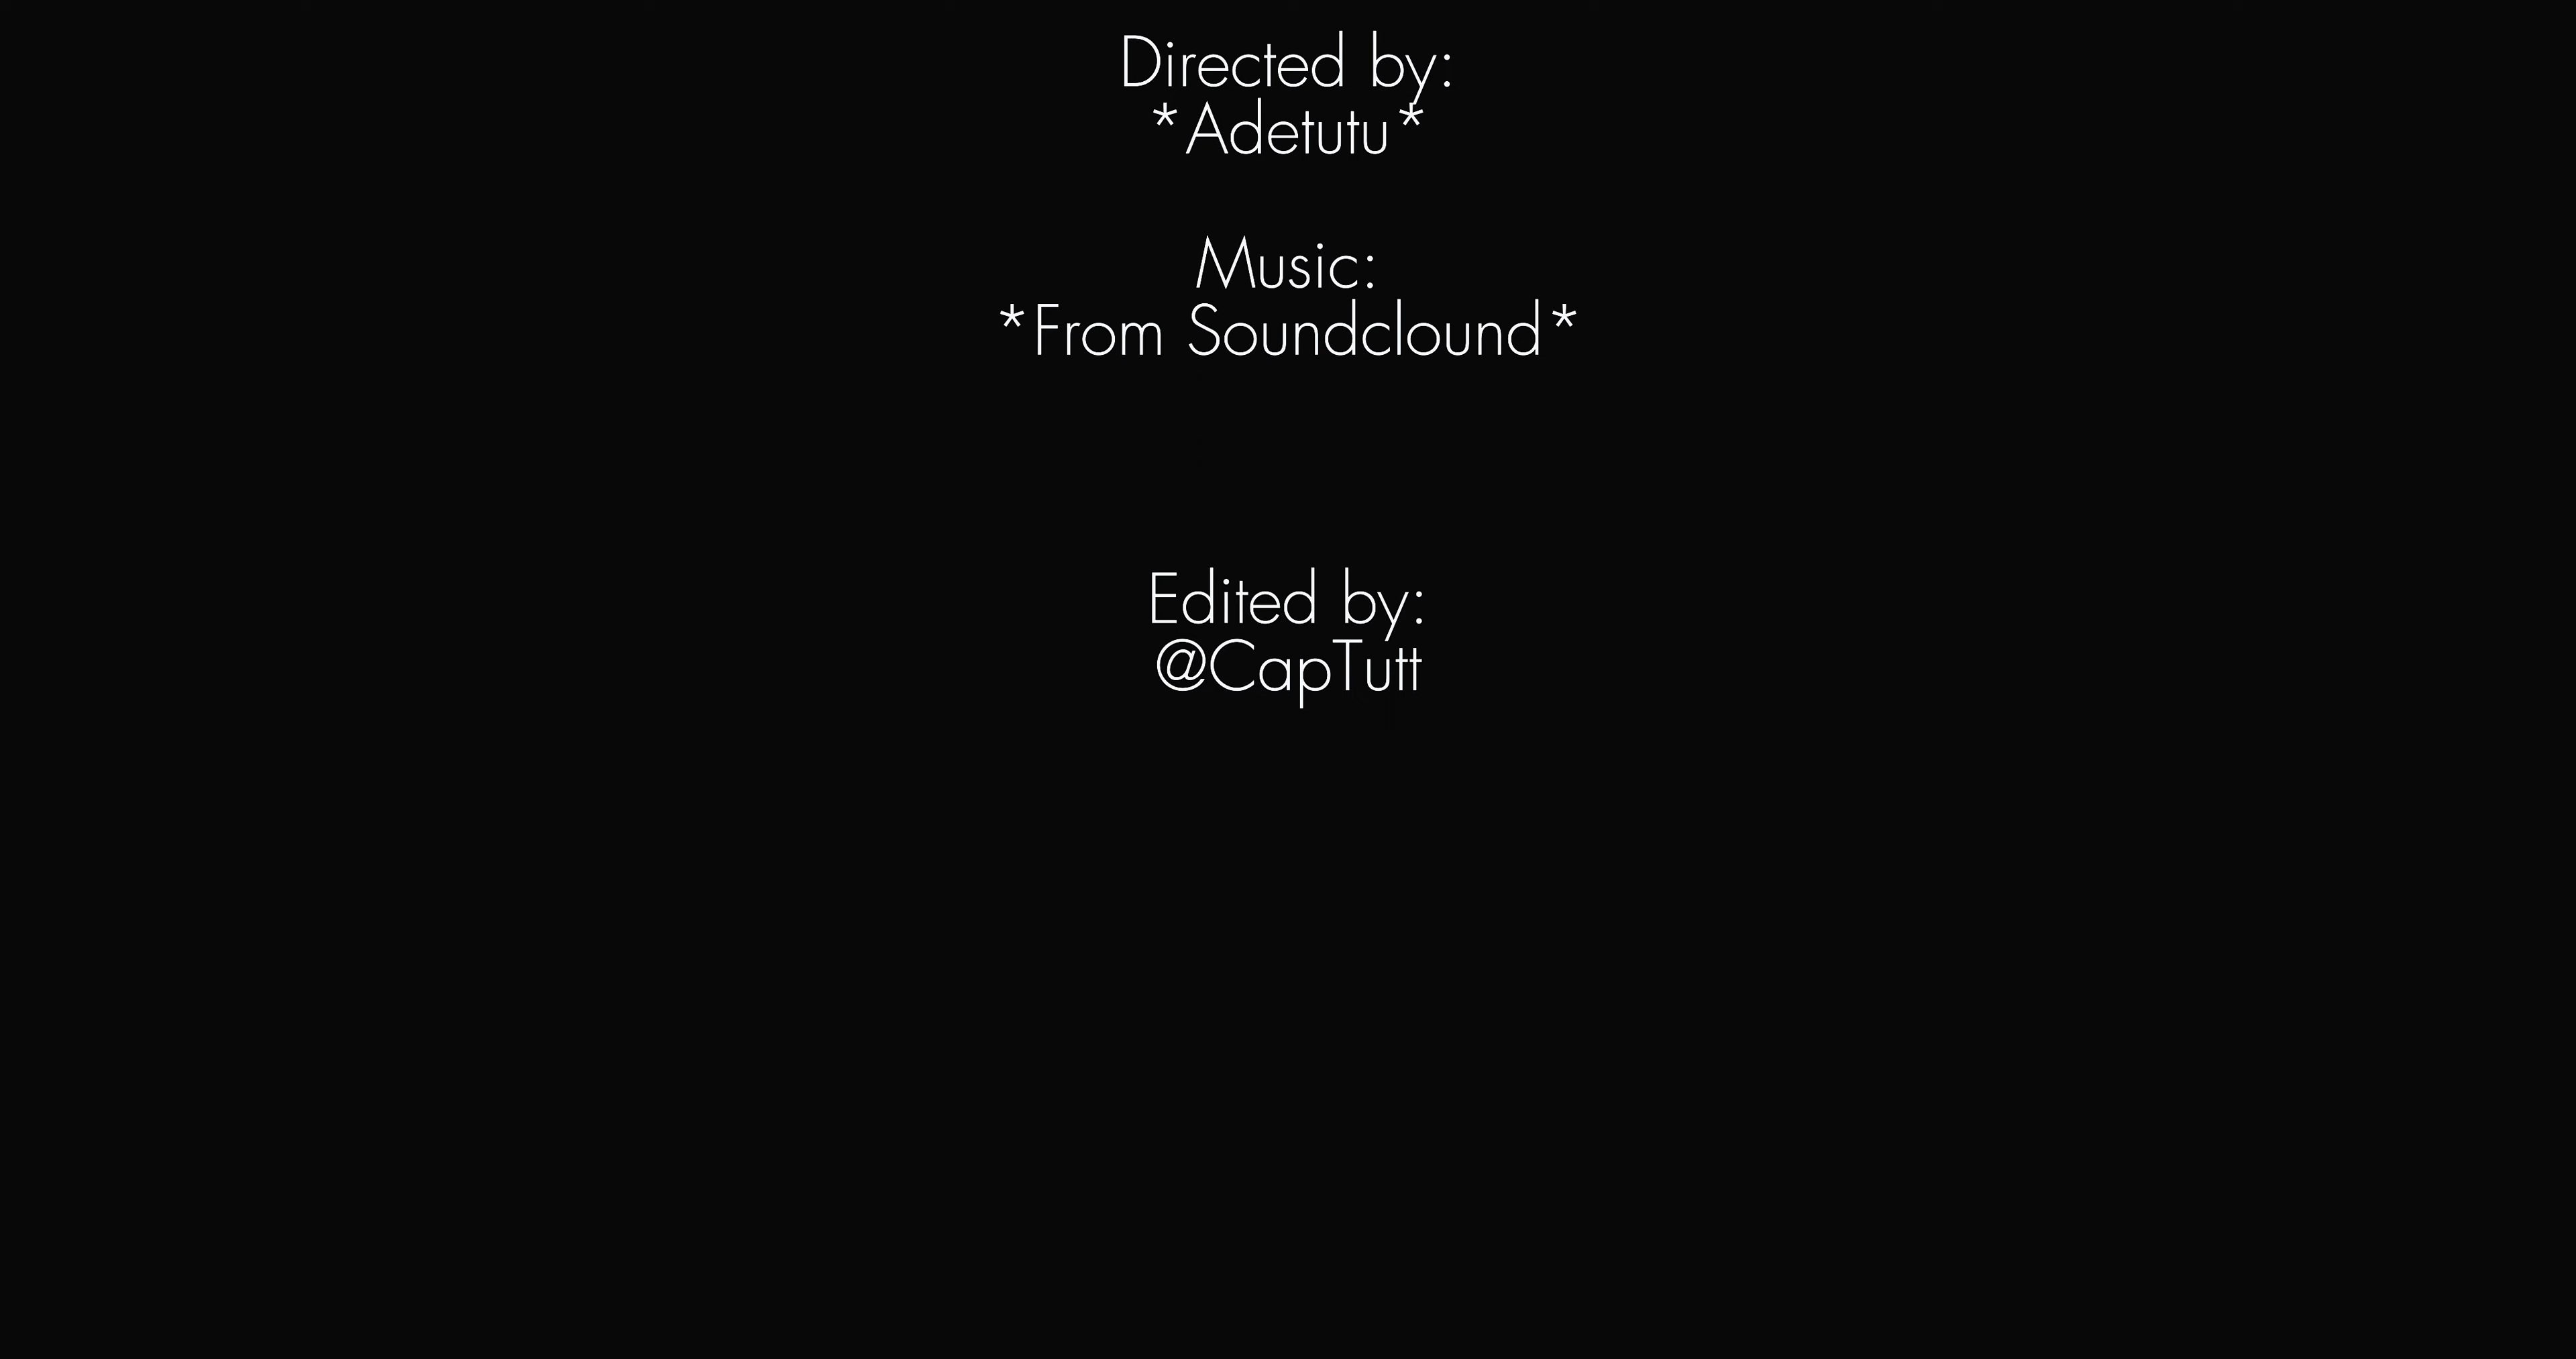 Directed by:
*Adetutu*
Music:
*From Soundclound*
Edited by:
@CapTutt